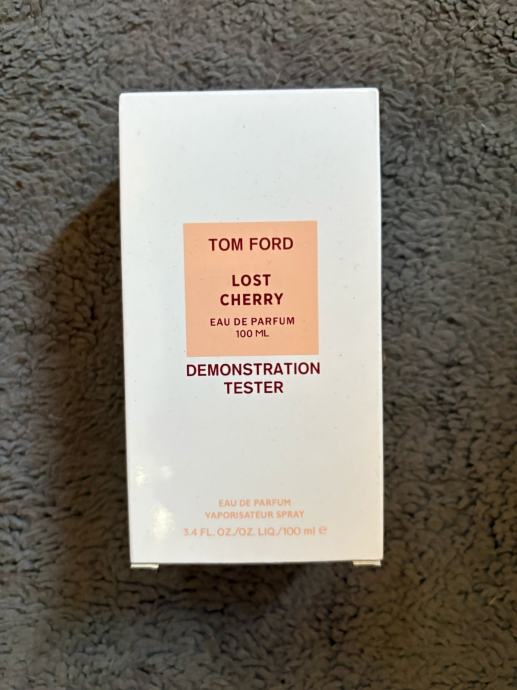 TOM FORD
LOST
CHERRY
EAU DE PARFUM
100 ML
DEMONSTRATION
TESTER
EAU DE PARFUM
VAPORISATEUR SPRAY
3.4 FL. OZ./OZ. LIQ./100 ml e